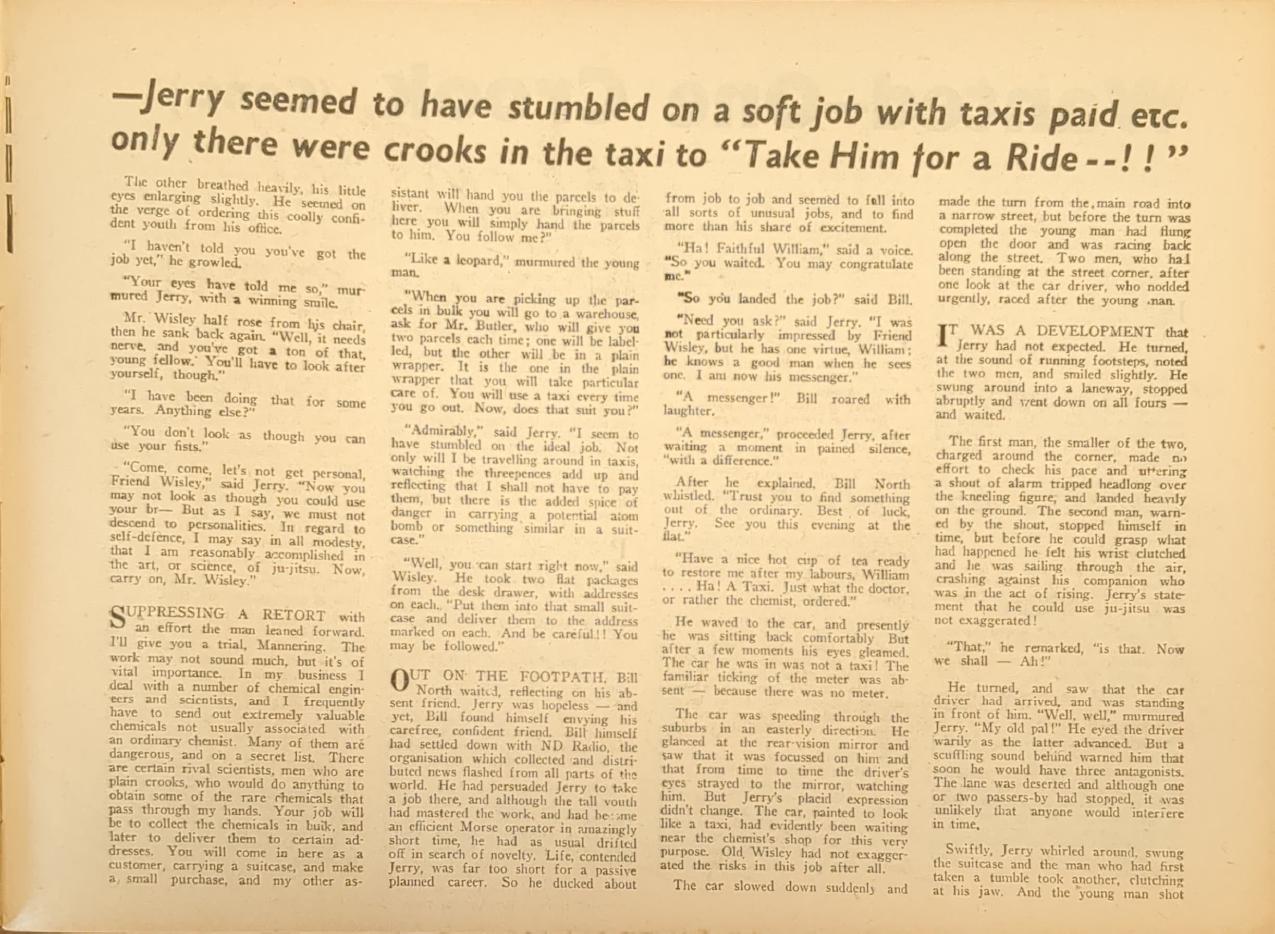 —Jerry seemed to have stumbled on a soft job with taxis paid etc.
only there were crooks in the taxi to “Take Him for a Ride--!!”
The other breathed heavily, his little
eyes enlarging slightly. He seemed on
the verge of ordering this coolly confi-
dent youth from his office.
“I haven't told you you've got the
job yet,” he growled.
“Your eyes have told me so,” mur-
mured Jerry, with a winning smile.
Mr. Wisley half rose from his chair,
then he sank back again. “Well, it needs
nerve, and you've got a ton of that,
young fellow. You'll have to look after
yourself, though.”
“I have been doing that for some
years. Anything else?”
“You don't look as though you can
use your fists.”
“Come, come, let's not get personal,
Friend Wisley,” said Jerry. “Now you
may not look as though you could use
your br— But as I say, we must not
descend to personalities. In regard to
self-defence, I may say in all modesty,
that I am reasonably accomplished in
the art, or science, of ju-jitsu. Now,
carry on, Mr. Wisley.”
SUPPRESSING A RETORT with
an effort the man leaned forward.
I'll give you a trial, Mannering. The
work may not sound much, but it's of
vital importance. In my business I
deal with a number of chemical engin-
eers and scientists, and I frequently
have to send out extremely valuable
chemicals not usually associated with
an ordinary chemist. Many of them are
dangerous, and on a secret list. There
are certain rival scientists, men who are
plain crooks, who would do anything to
obtain some of the rare chemicals that
pass through my hands. Your job will
be to collect the chemicals in bulk, and
later to deliver them to certain ad-
dresses. You will come in here as a
customer, carrying a suitcase, and make
a small purchase, and my other as-
sistant will hand you the parcels to de-
liver. When you are bringing stuff
here you will simply hand the parcels
to him. You follow me?”
“Like a leopard,” murmured the young
man.
“When you are picking up the par-
cels in bulk you will go to a warehouse,
ask for Mr. Butler, who will give you
two parcels each time; one will be label-
led, but the other will be in a plain
wrapper. It is the one in the plain
wrapper that you will take particular
care of. You will use a taxi every time
you go out. Now, does that suit you?”
“Admirably,” said Jerry. “I seem to
have stumbled on the ideal job. Not
only will I be travelling around in taxis,
watching the threepences add up and
reflecting that I shall not have to pay
them, but there is the added spice of
danger in carrying a potential atom
bomb or something similar in a suit-
case.”
“Well, you can start right now,” said
Wisley. He took two flat packages
from the desk drawer, with addresses
on each. “Put them into that small suit-
case and deliver them to the address
marked on each. And be careful!! You
may be followed.”
OUT ON THE FOOTPATH, Bill
North waited, reflecting on his ab-
sent friend. Jerry was hopeless — and
yet, Bill found himself envying his
carefree, confident friend. Bill himself
had settled down with ND Radio, the
organisation which collected and distri-
buted news flashed from all parts of the
world. He had persuaded Jerry to take
a job there, and although the tall youth
had mastered the work, and had become
an efficient Morse operator in amazingly
short time, he had as usual drifted
off in search of novelty. Life, contended
Jerry, was far too short for a passive
planned career. So he ducked about
from job to job and seemed to fall into
all sorts of unusual jobs, and to find
more than his share of excitement.
“Ha! Faithful William,” said a voice.
“So you waited. You may congratulate
me.”
“So you landed the job?” said Bill.
“Need you ask?” said Jerry. “I was
not particularly impressed by Friend
Wisley, but he has one virtue, William;
he knows a good man when he sees
one. I am now his messenger.”
“A messenger!” Bill roared with
laughter.
“A messenger,” proceeded Jerry, after
waiting a moment in pained silence,
“with a difference.”
After he explained, Bill North
whistled. “Trust you to find something
out of the ordinary. Best of luck,
Jerry. See you this evening at the
flat.”
“Have a nice hot cup of tea ready
to restore me after my labours, William
. . . . Ha! A Taxi. Just what the doctor,
or rather the chemist, ordered.”
He waved to the car, and presently
he was sitting back comfortably But
after a few moments his eyes gleamed.
The car he was in was not a taxi! The
familiar ticking of the meter was ab-
sent — because there was no meter.
The car was speeding through the
suburbs in an easterly direction. He
glanced at the rear-vision mirror and
saw that it was focussed on him and
that from time to time the driver's
eyes strayed to the mirror, watching
him. But Jerry's placid expression
didn't change. The car, painted to look
like a taxi, had evidently been waiting
near the chemist's shop for this very
purpose. Old Wisley had not exagger-
ated the risks in this job after all.
The car slowed down suddenly and
made the turn from the main road into
a narrow street, but before the turn was
completed the young man had flung
open the door and was racing back
along the street. Two men, who had
been standing at the street corner, after
one look at the car driver, who nodded
urgently, raced after the young man.
IT WAS A DEVELOPMENT that
Jerry had not expected. He turned,
at the sound of running footsteps, noted
the two men, and smiled slightly. He
swung around into a laneway, stopped
abruptly and went down on all fours —
and waited.
The first man, the smaller of the two,
charged around the corner, made no
effort to check his pace and uttering
a shout of alarm tripped headlong over
the kneeling figure, and landed heavily
on the ground. The second man, warn-
ed by the shout, stopped himself in
time, but before he could grasp what
had happened he felt his wrist clutched
and he was sailing through the air,
crashing against his companion who
was in the act of rising. Jerry's state-
ment that he could use ju-jitsu was
not exaggerated!
“That,” he remarked, “is that. Now
we shall — Ah!”
He turned, and saw that the car
driver had arrived, and was standing
in front of him. “Well, well,” murmured
Jerry. “My old pal!” He eyed the driver
warily as the latter advanced. But a
scuffling sound behind warned him that
soon he would have three antagonists.
The lane was deserted and although one
or two passers-by had stopped, it was
unlikely that anyone would interfere
in time.
Swiftly, Jerry whirled around, swung
the suitcase and the man who had first
taken a tumble took another, clutching
at his jaw. And the young man shot